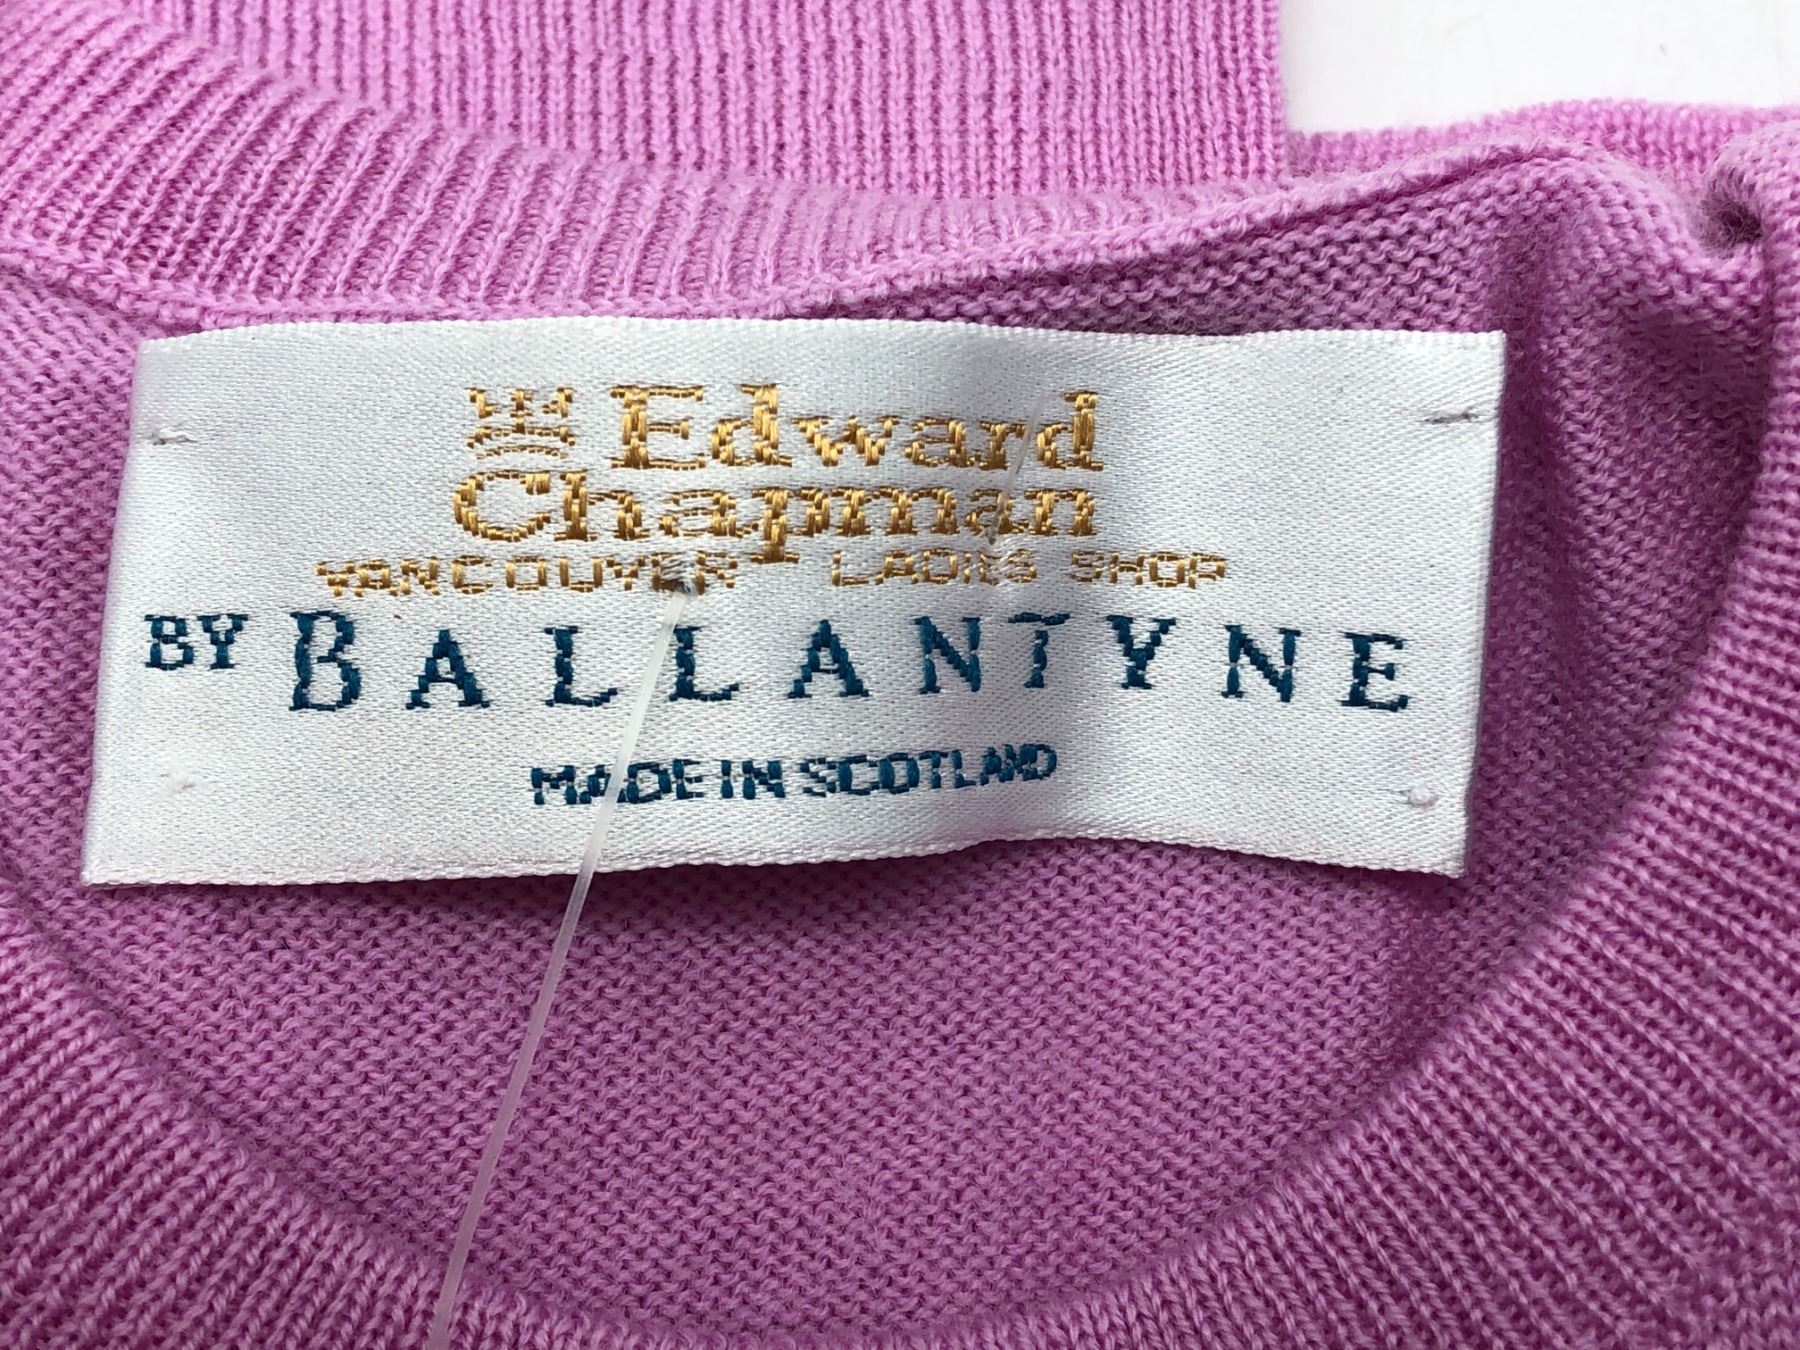 Edward
Chapman
VANCOUVER LADIES SHOP
BY BALLANTYNE
MADE IN SCOTLAND